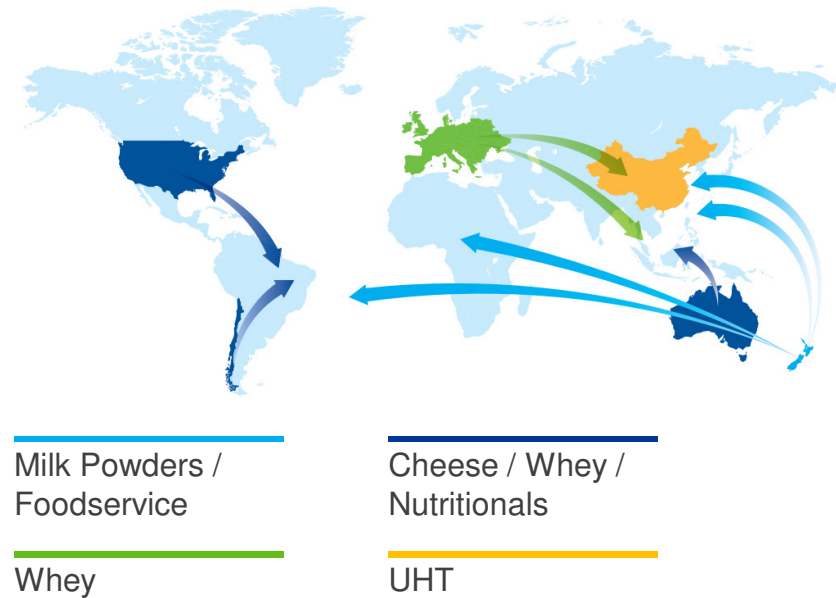 Milk Powders /
Foodservice
Cheese / Whey /
Nutritionals
Whey
UHT